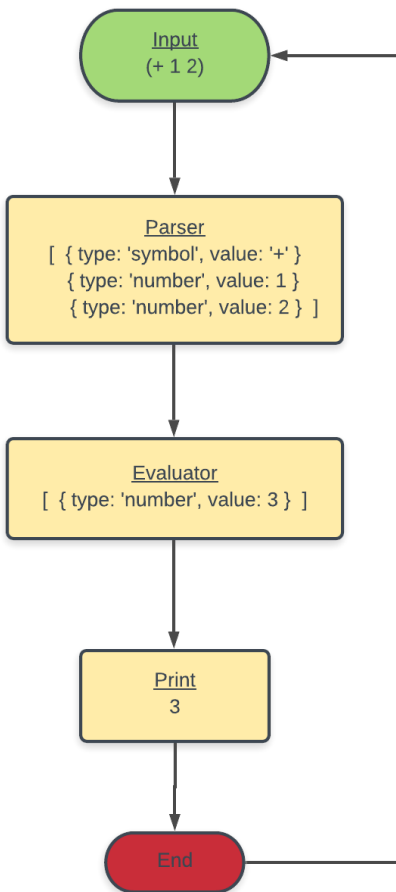 Input
(+ 1 2)
Parser
[ { type: 'symbol', value: '+' }
{ type: 'number', value: 1 }
{ type: 'number', value: 2 } ]
Evaluator
[ { type: 'number', value: 3 } ]
Print
3
End